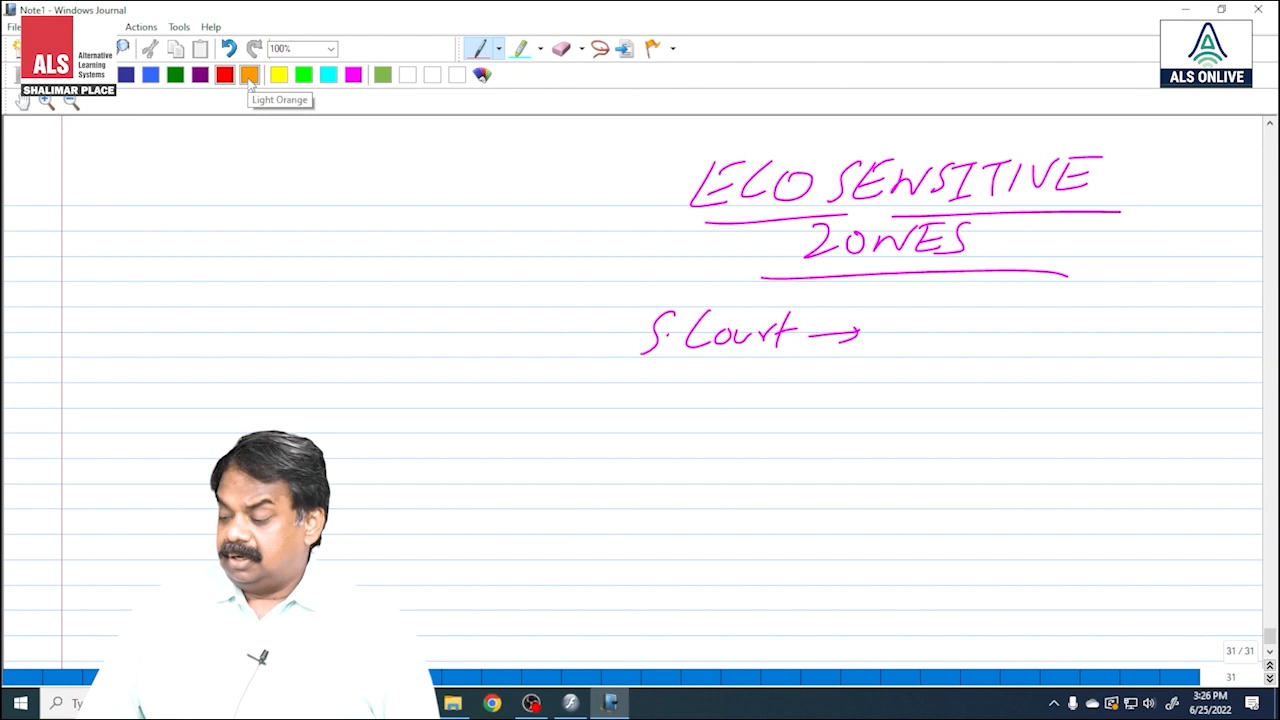 Note1 - Windows Journal
File Actions Tools Help
ALS
Alternative
Learning
Systems
SHALIMAR PLACE
100%
ALS ONLIVE
Light Orange
ECO SENSITIVE
ZONES
S. Court →
31 / 31
31
3:26 PM
6/25/2022